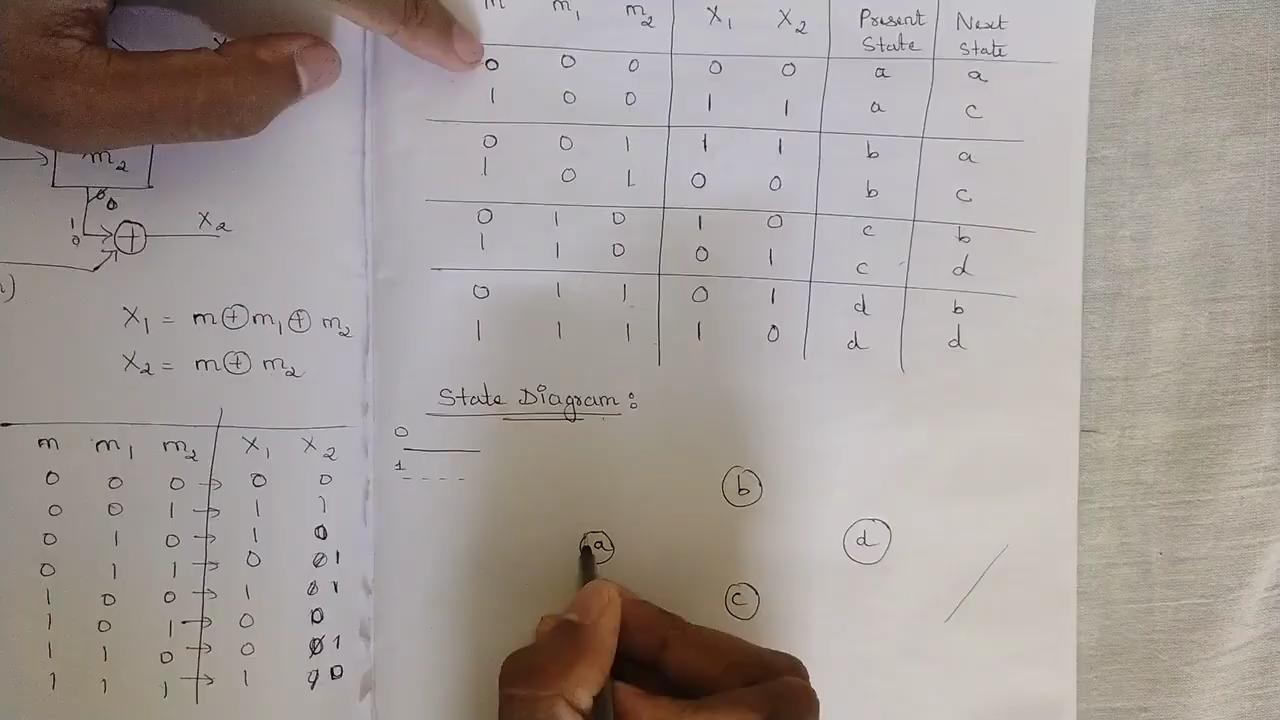 m₂
1 0
0
X₂
X₁ = m ⊕ m₁ ⊕ m₂
X₂ = m ⊕ m₂
m m₁ m₂ X₁ X₂
0 0 0 → 0 0
0 0 1 → 1 1
0 1 0 → 1 0
0 1 1 → 0 1
1 0 0 → 1 1
1 0 1 → 0 0
1 1 0 → 0 1
1 1 1 → 1 0
m m₁ m₂ X₁ X₂ Present State Next State
0 0 0 0 0 a a
1 0 0 1 1 a c
0 0 1 1 1 b a
1 0 1 0 0 b c
0 1 0 1 0 c b
1 1 0 0 1 c d
0 1 1 0 1 d b
1 1 1 1 0 d d
State Diagram :
0
1
b
a
d
c